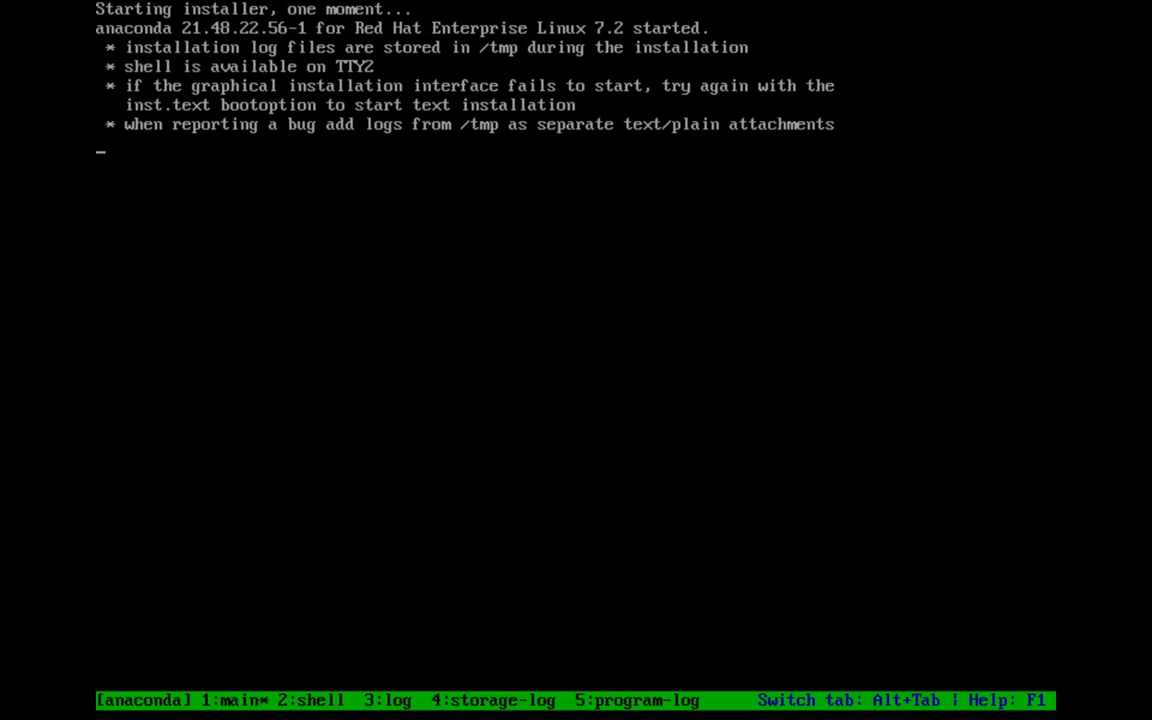 Starting installer, one moment...
anaconda 21.48.22.56-1 for Red Hat Enterprise Linux 7.2 started.
* installation log files are stored in /tmp during the installation
* shell is available on TTY2
* if the graphical installation interface fails to start, try again with the
inst.text bootoption to start text installation
* when reporting a bug add logs from /tmp as separate text/plain attachments
_
[anaconda] 1:main* 2:shell  3:log  4:storage-log  5:program-log      Switch tab: Alt+Tab | Help: F1